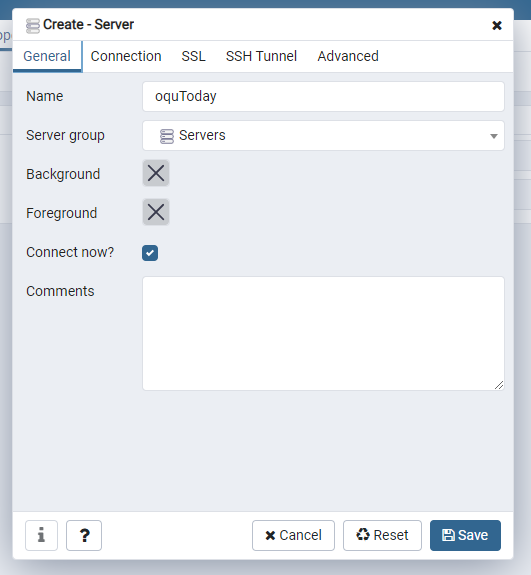 Create - Server
General Connection SSL SSH Tunnel Advanced
Name oquToday
Server group Servers
Background
Foreground
Connect now?
Comments
i ? Cancel Reset Save